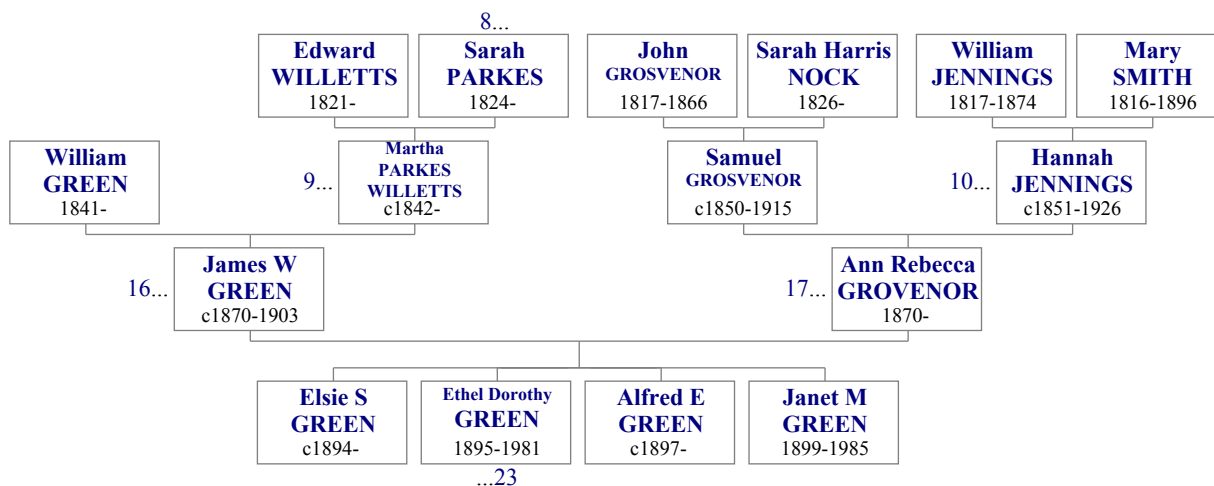 8...
Edward
WILLETTS
1821-
Sarah
PARKES
1824-
John
GROSVENOR
1817-1866
Sarah Harris
NOCK
1826-
William
JENNINGS
1817-1874
Mary
SMITH
1816-1896
William
GREEN
1841-
9...
Martha
PARKES
WILLETTS
c1842-
Samuel
GROSVENOR
c1850-1915
10...
Hannah
JENNINGS
c1851-1926
16...
James W
GREEN
c1870-1903
17...
Ann Rebecca
GROVENOR
1870-
Elsie S
GREEN
c1894-
Ethel Dorothy
GREEN
1895-1981
Alfred E
GREEN
c1897-
Janet M
GREEN
1899-1985
...23